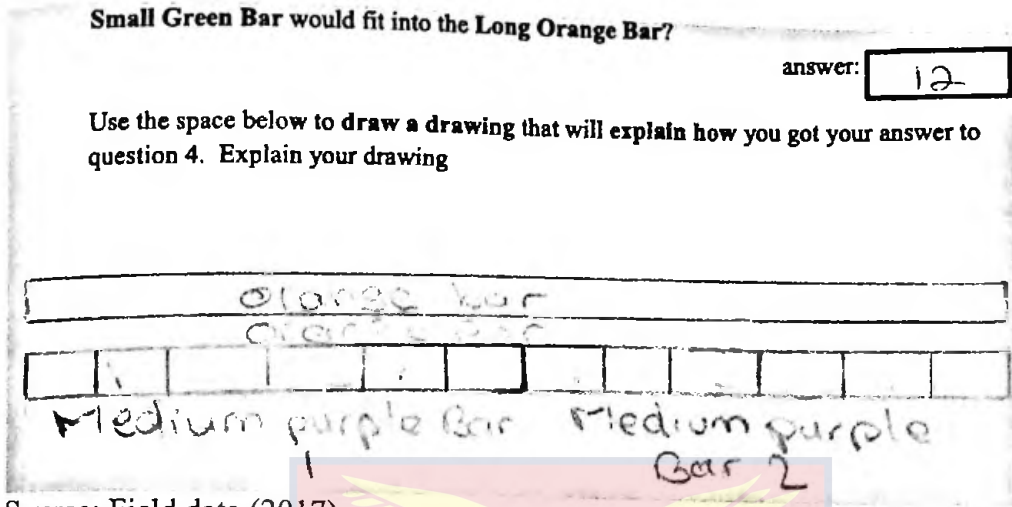 Small Green Bar would fit into the Long Orange Bar?
answer: 12
Use the space below to draw a drawing that will explain how you got your answer to
question 4. Explain your drawing
Orange bar
Orange bar
Medium purple Bar Medium purple
1 Bar 2
Source: Field data (2017)